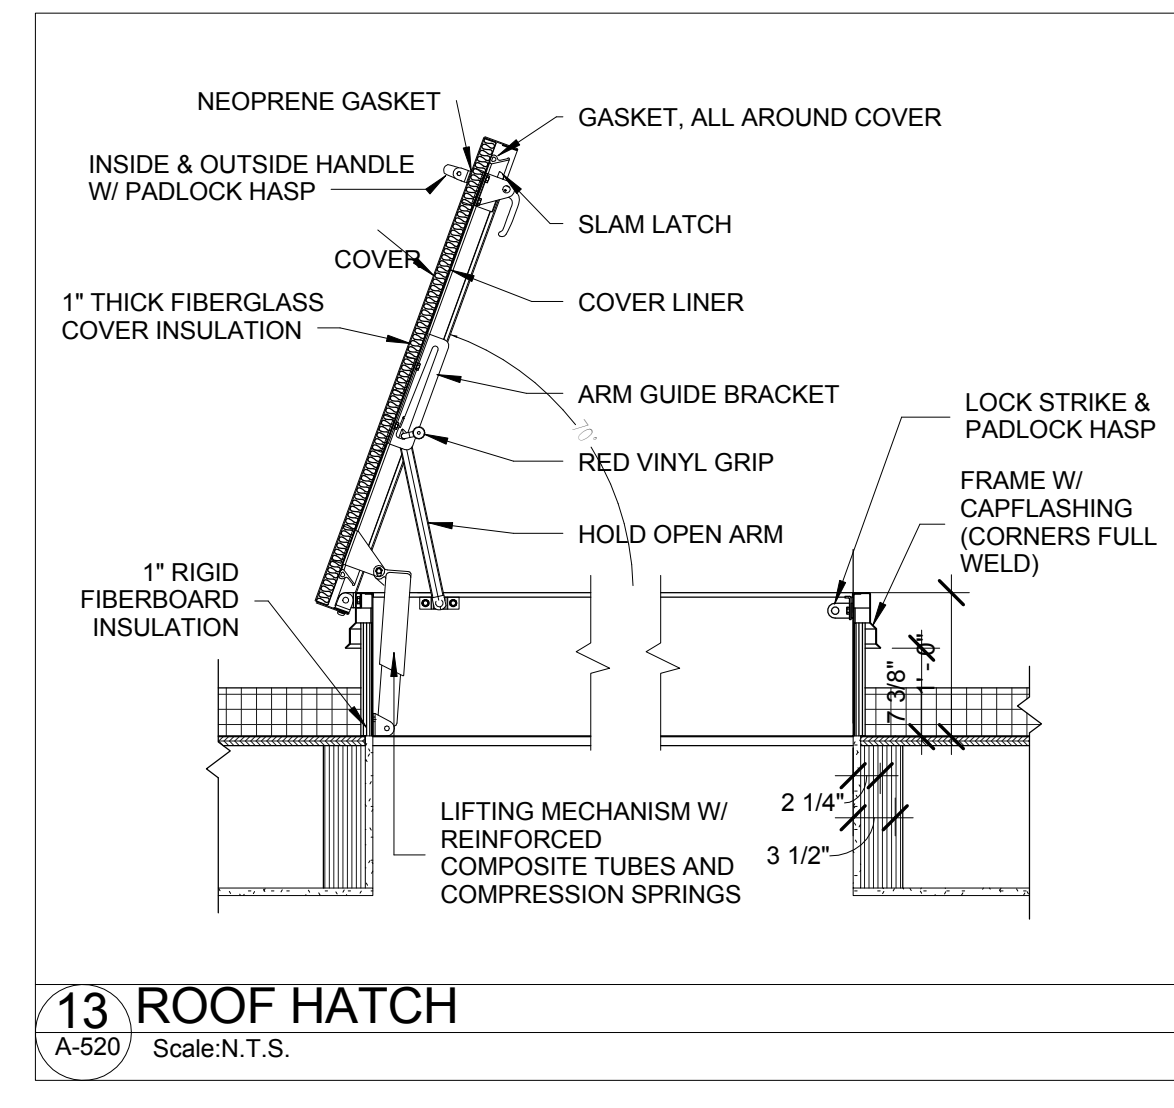 NEOPRENE GASKET
GASKET, ALL AROUND COVER
INSIDE & OUTSIDE HANDLE
W/ PADLOCK HASP
SLAM LATCH
COVER
COVER LINER
1" THICK FIBERGLASS
COVER INSULATION
ARM GUIDE BRACKET
LOCK STRIKE &
PADLOCK HASP
70°
RED VINYL GRIP
FRAME W/
CAPFLASHING
(CORNERS FULL
WELD)
HOLD OPEN ARM
1" RIGID
FIBERBOARD
INSULATION
7 3/8"
1' - 0"
2 1/4"
3 1/2"
LIFTING MECHANISM W/
REINFORCED
COMPOSITE TUBES AND
COMPRESSION SPRINGS
13 ROOF HATCH
A-520 Scale:N.T.S.